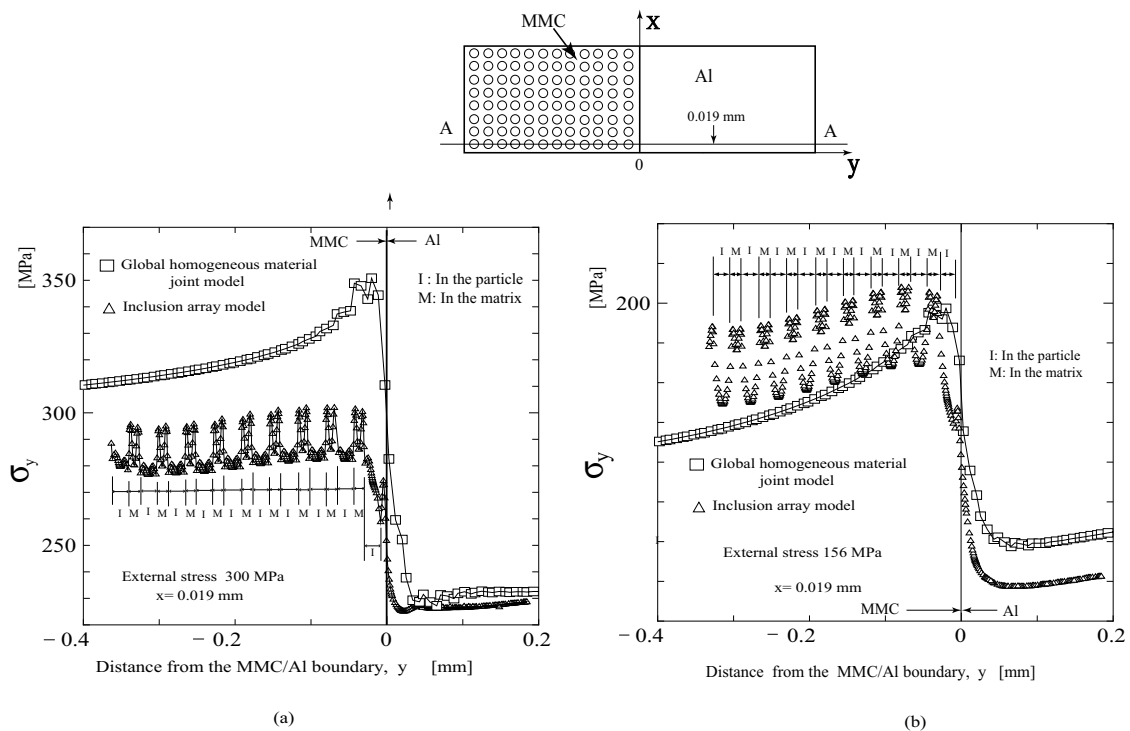 MMC
x
Al
0.019 mm
A
A
0
y
[MPa]
σy
350
300
250
MMC
Al
Global homogeneous material
joint model
Inclusion array model
I : In the particle
M: In the matrix
I M I M I M I M I M I M I M I M I M
I
External stress 300 MPa
x= 0.019 mm
− 0.4
− 0.2
0
0.2
Distance from the MMC/Al boundary, y [mm]
(a)
[MPa]
σy
200
I M I M I M I M I M I M I M I M I
I: In the particle
M: In the matrix
Global homogeneous material
joint model
Inclusion array model
External stress 156 MPa
x= 0.019 mm
MMC
Al
− 0.4
− 0.2
0
0.2
Distance from the MMC/Al boundary, y [mm]
(b)